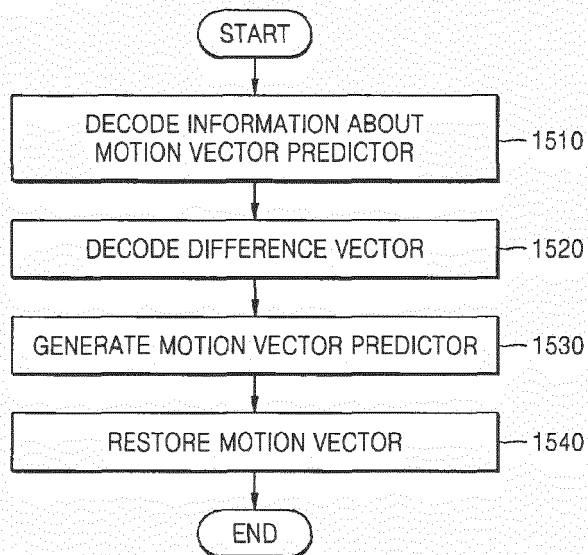 START
DECODE INFORMATION ABOUT
MOTION VECTOR PREDICTOR
1510
DECODE DIFFERENCE VECTOR
1520
GENERATE MOTION VECTOR PREDICTOR
1530
RESTORE MOTION VECTOR
1540
END